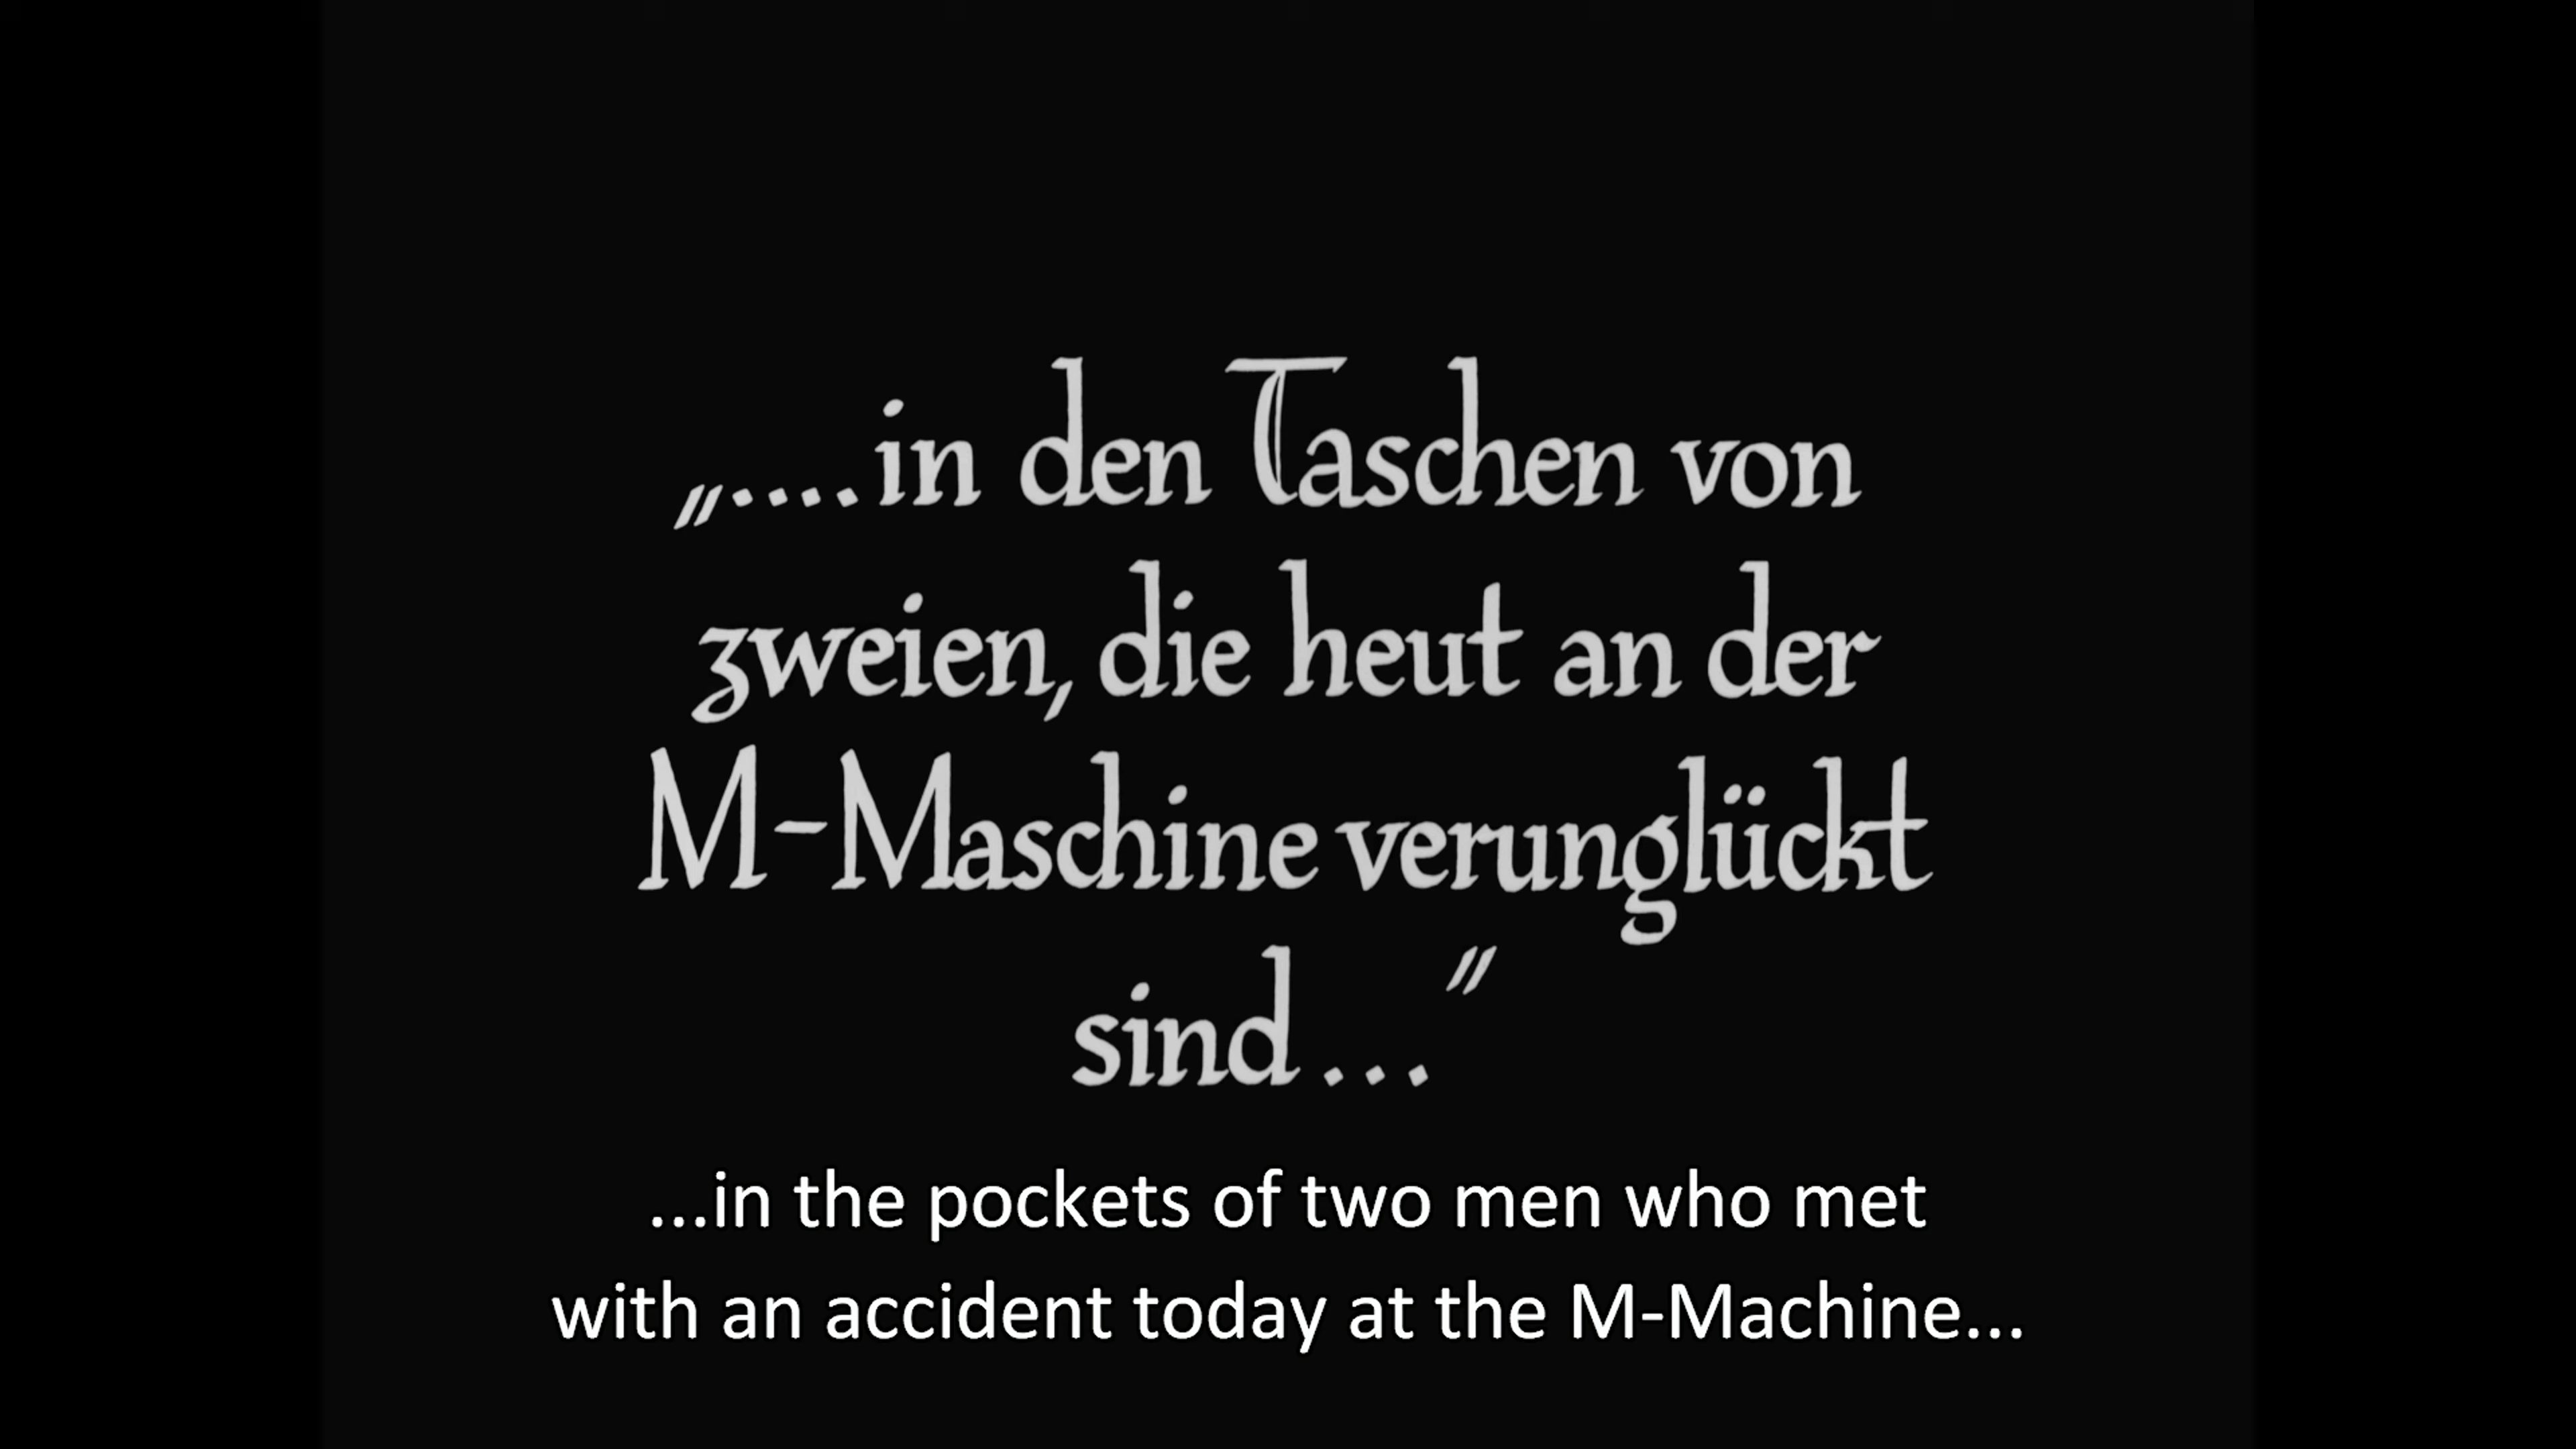 „....in den Taschen von
zweien, die heut an der
M-Maschine verunglückt
sind..."
...in the pockets of two men who met
with an accident today at the M-Machine...